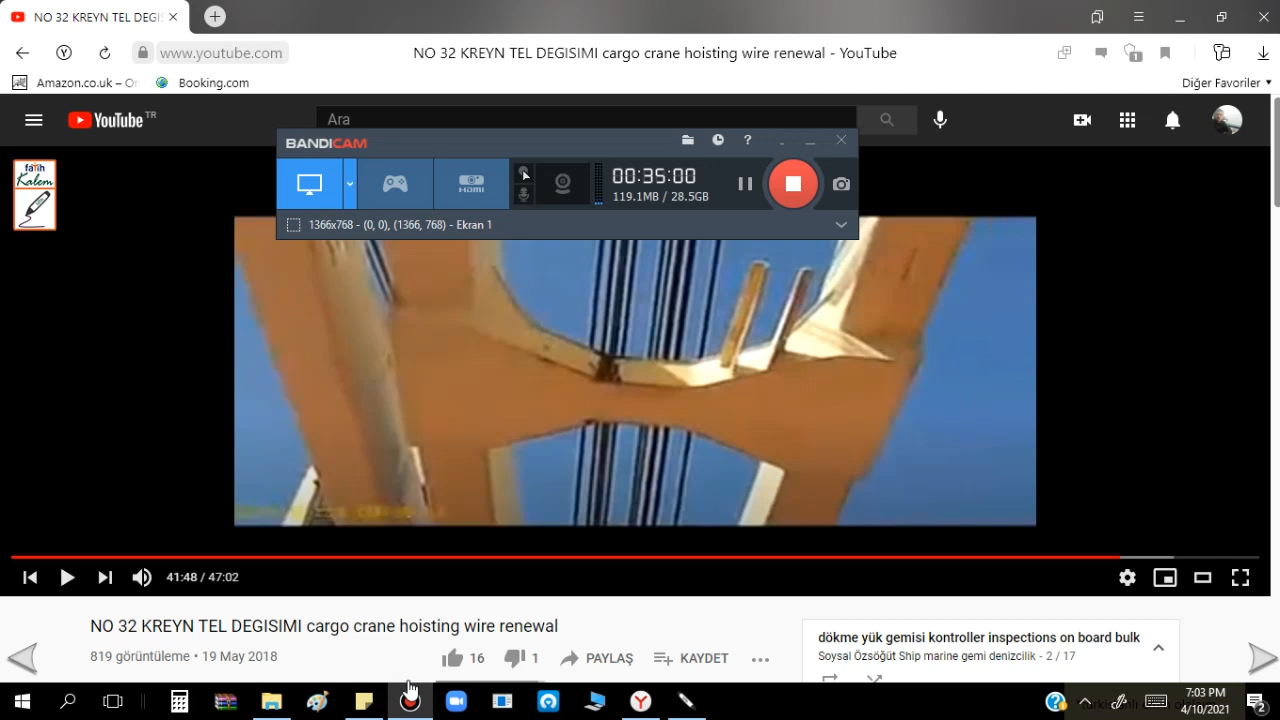 NO 32 KREYN TEL DEGIS
www.youtube.com
NO 32 KREYN TEL DEGISIMI cargo crane hoisting wire renewal - YouTube
1
Amazon.co.uk – Or
Booking.com
Diğer Favoriler
YouTube TR
Ara
BANDICAM
?
HDMI
00:35:00
119.1MB / 28.5GB
1366x768 - (0, 0), (1366, 768) - Ekran 1
fatih
Kalem
41:48 / 47:02
NO 32 KREYN TEL DEGISIMI cargo crane hoisting wire renewal
819 görüntüleme • 19 May 2018
16
1
PAYLAŞ
KAYDET
dökme yük gemisi kontroller inspections on board bulk
Soysal Özsöğüt Ship marine gemi denizcilik - 2 / 17
7:03 PM
4/10/2021
2